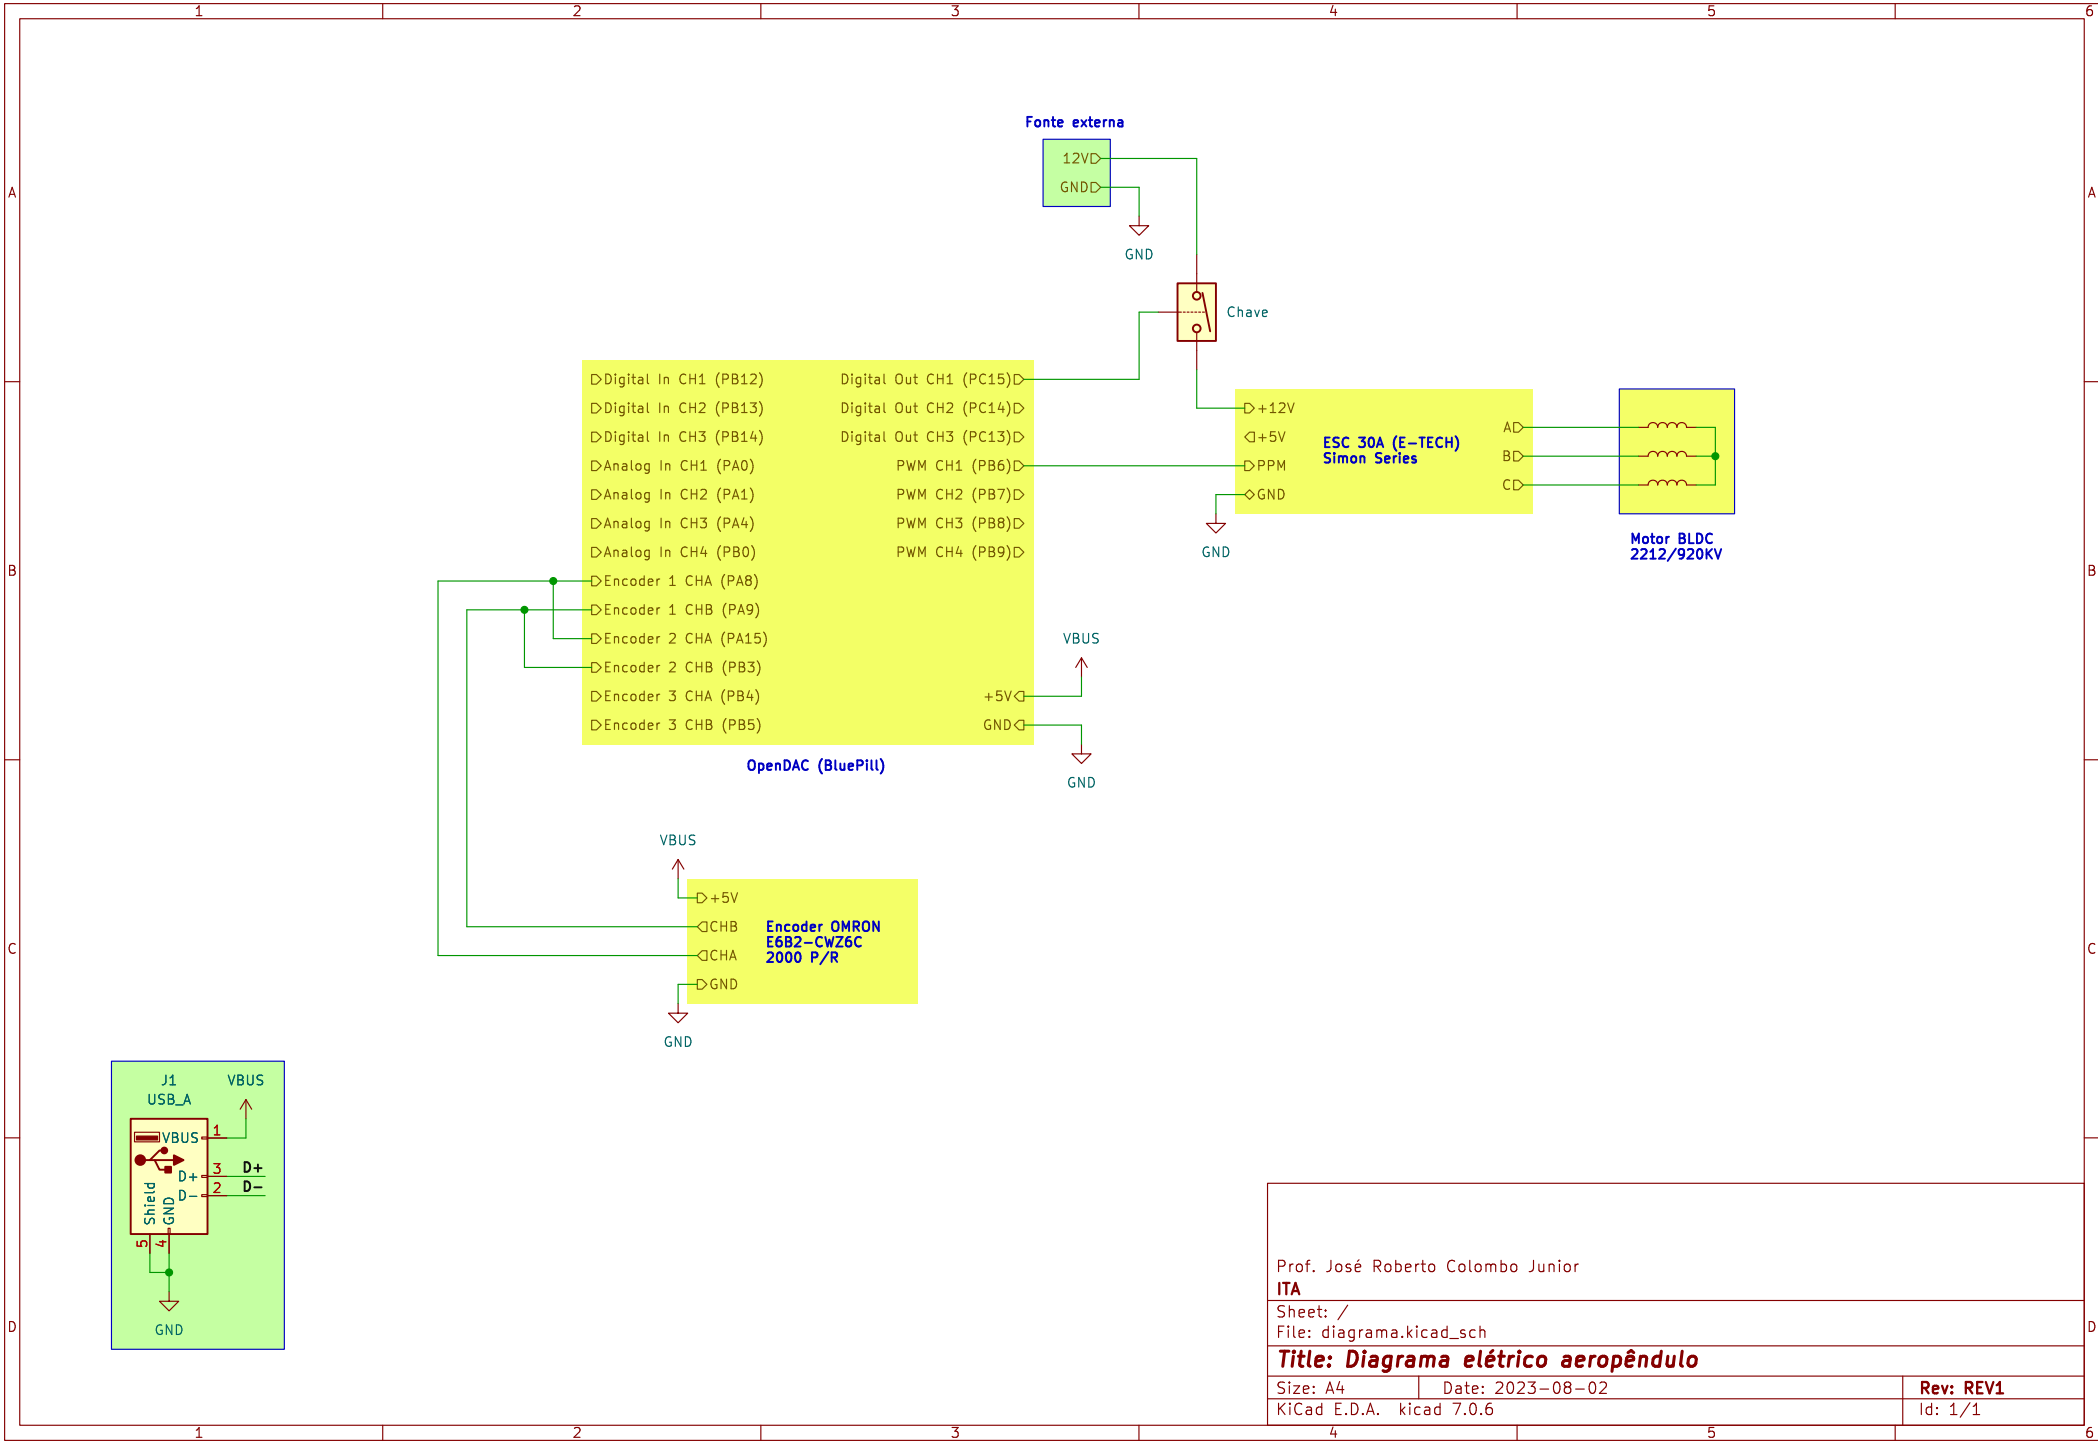 1 2 3 4 5 6
A A
B B
C C
D D
1 2 3 4 5 6
Fonte externa
12V
GND
GND
Chave
Digital In CH1 (PB12)
Digital In CH2 (PB13)
Digital In CH3 (PB14)
Analog In CH1 (PA0)
Analog In CH2 (PA1)
Analog In CH3 (PA4)
Analog In CH4 (PB0)
Encoder 1 CHA (PA8)
Encoder 1 CHB (PA9)
Encoder 2 CHA (PA15)
Encoder 2 CHB (PB3)
Encoder 3 CHA (PB4)
Encoder 3 CHB (PB5)
Digital Out CH1 (PC15)
Digital Out CH2 (PC14)
Digital Out CH3 (PC13)
PWM CH1 (PB6)
PWM CH2 (PB7)
PWM CH3 (PB8)
PWM CH4 (PB9)
+5V
GND
OpenDAC (BluePill)
VBUS
GND
+12V
+5V
PPM
GND
ESC 30A (E-TECH)
Simon Series
A
B
C
GND
Motor BLDC
2212/920KV
VBUS
+5V
CHB
CHA
GND
Encoder OMRON
E6B2-CWZ6C
2000 P/R
GND
J1
USB_A
VBUS
VBUS
1
D+
3
D+
D-
2
D-
Shield
GND
5
4
GND
Prof. José Roberto Colombo Junior
ITA
Sheet: /
File: diagrama.kicad_sch
Title: Diagrama elétrico aeropêndulo
Size: A4
Date: 2023-08-02
Rev: REV1
KiCad E.D.A. kicad 7.0.6
Id: 1/1